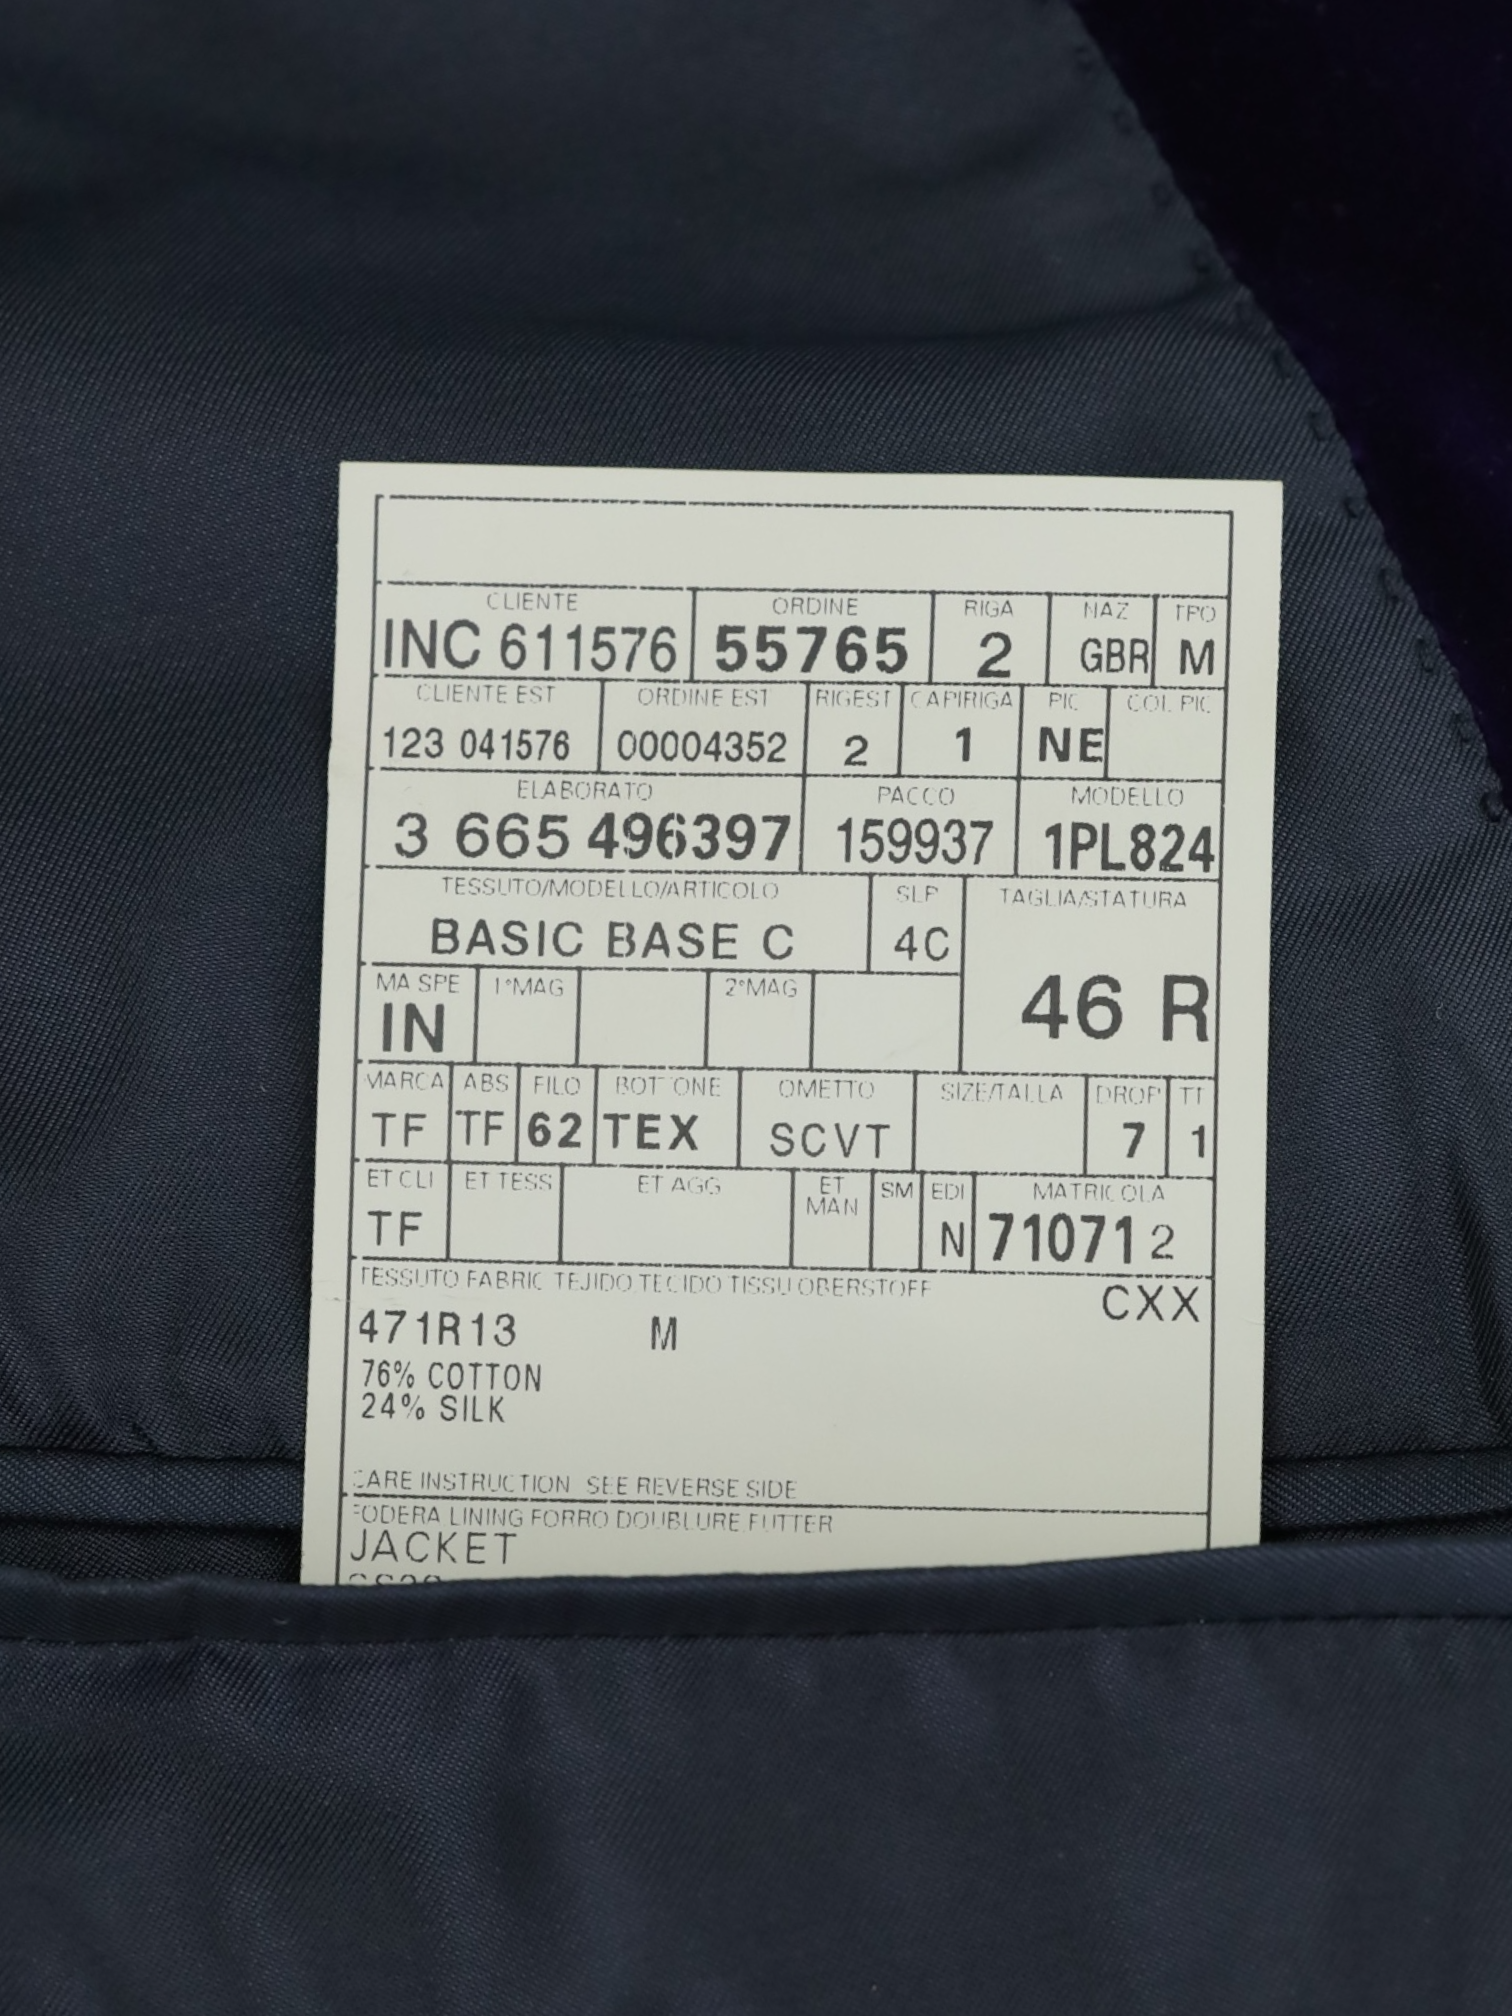 CLIENTE ORDINE RIGA NAZ TPO
INC 611576 55765 2 GBR M
CLIENTE EST ORDINE EST RIGEST CAPIRIGA PIC COL PIC
123 041576 00004352 2 1 NE
ELABORATO PACCO MODELLO
3 665 496397 159937 1PL824
TESSUTO/MODELLO/ARTICOLO SLP TAGLIA/STATURA
BASIC BASE C 4C
46 R
MA SPE 1°MAG 2°MAG
IN
MARCA ABS FILO BOTTONE OMETTO SIZE/TALLA DROP TT
TF TF 62 TEX SCVT 7 1
ET CLI ET TESS ET AGG ET MAN SM EDI MATRICOLA
TF N 71071 2
TESSUTO FABRIC TEJIDO TECIDO TISSU OBERSTOFF
CXX
471R13 M
76% COTTON
24% SILK
CARE INSTRUCTION SEE REVERSE SIDE
FODERA LINING FORRO DOUBLURE FUTTER
JACKET